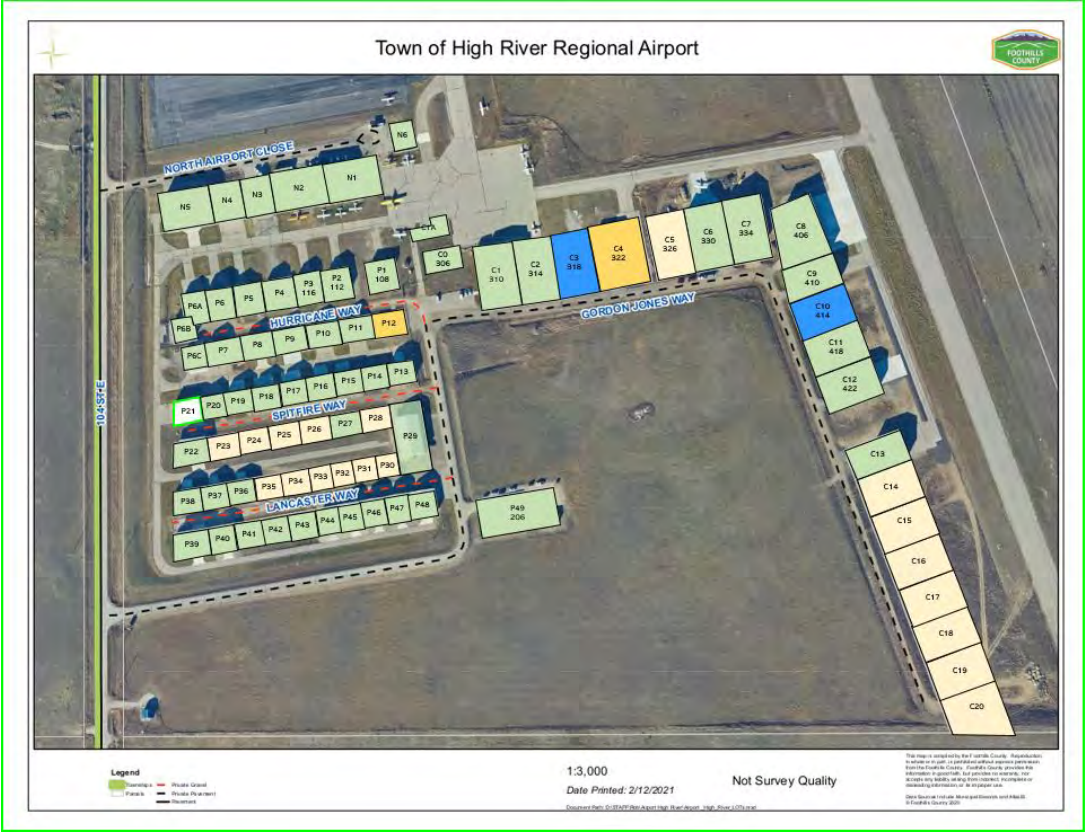 Town of High River Regional Airport
FOOTHILLS
COUNTY
NORTH AIRPORT CLOSE
N6
N5
N4
N3
N2
N1
C1A
C0
306
C1
310
C2
314
C3
318
C4
322
C5
326
C6
330
C7
334
C8
406
C9
410
C10
414
C11
418
C12
422
C13
C14
C15
C16
C17
C18
C19
C20
GORDON JONES WAY
P6A
P6
P5
P4
P3
116
P2
112
P1
108
P6B
HURRICANE WAY
P6C
P7
P8
P9
P10
P11
P12
P21
P20
P19
P18
P17
P16
P15
P14
P13
SPITFIRE WAY
P22
P23
P24
P25
P26
P27
P28
P29
P38
P37
P36
P35
P34
P33
P32
P31
P30
LANCASTER WAY
P39
P40
P41
P42
P43
P44
P45
P46
P47
P48
P49
206
104 ST E
Legend
Private Gravel
Parcels
Private Pavement
Pavement
1:3,000
Date Printed: 2/12/2021
Not Survey Quality